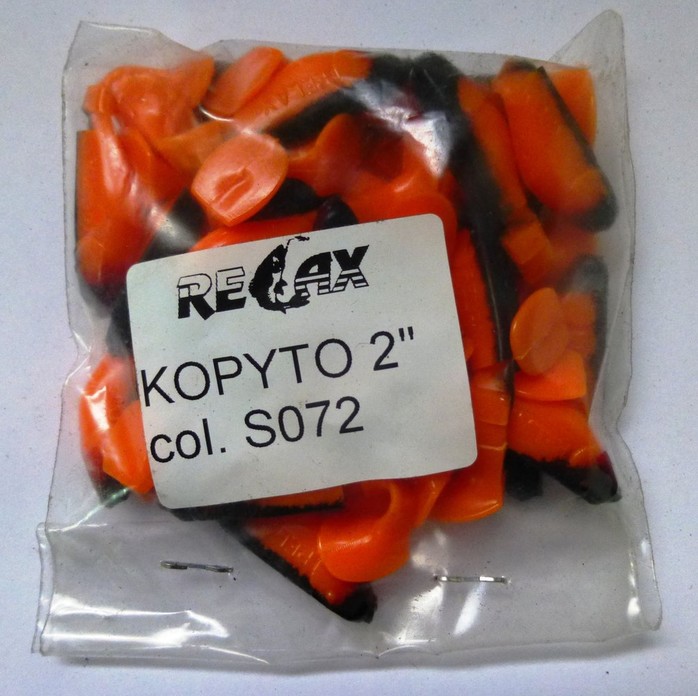 RELAX
KOPYTO 2"
col. S072